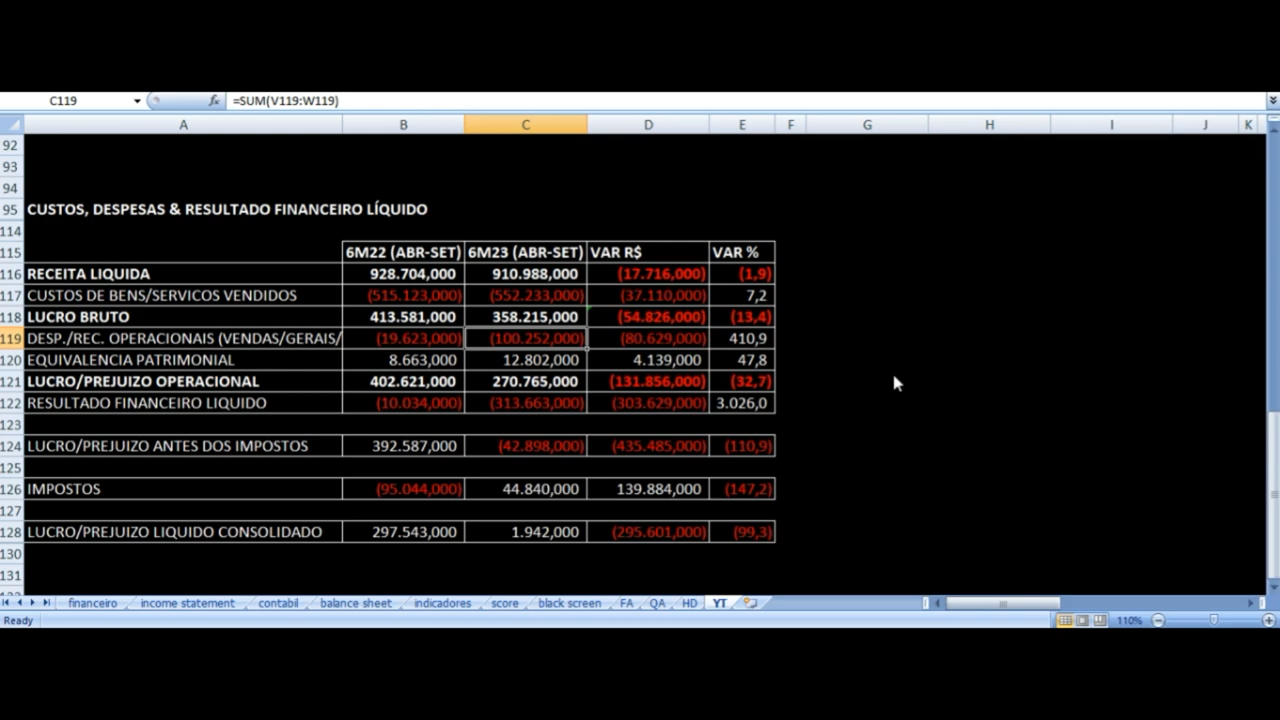 C119 fx =SUM(V119:W119)
A B C D E F G H I J K
92
93
94
95 CUSTOS, DESPESAS & RESULTADO FINANCEIRO LÍQUIDO
114
115 6M22 (ABR-SET) 6M23 (ABR-SET) VAR R$ VAR %
116 RECEITA LIQUIDA 928.704,000 910.988,000 (17.716,000) (1,9)
117 CUSTOS DE BENS/SERVICOS VENDIDOS (515.123,000) (552.233,000) (37.110,000) 7,2
118 LUCRO BRUTO 413.581,000 358.215,000 (54.826,000) (13,4)
119 DESP./REC. OPERACIONAIS (VENDAS/GERAIS/ (19.623,000) (100.252,000) (80.629,000) 410,9
120 EQUIVALENCIA PATRIMONIAL 8.663,000 12.802,000 4.139,000 47,8
121 LUCRO/PREJUIZO OPERACIONAL 402.621,000 270.765,000 (131.856,000) (32,7)
122 RESULTADO FINANCEIRO LIQUIDO (10.034,000) (313.663,000) (303.629,000) 3.026,0
123
124 LUCRO/PREJUIZO ANTES DOS IMPOSTOS 392.587,000 (42.898,000) (435.485,000) (110,9)
125
126 IMPOSTOS (95.044,000) 44.840,000 139.884,000 (147,2)
127
128 LUCRO/PREJUIZO LIQUIDO CONSOLIDADO 297.543,000 1.942,000 (295.601,000) (99,3)
130
131
financeiro income statement contabil balance sheet indicadores score black screen FA QA HD YT
Ready 110%